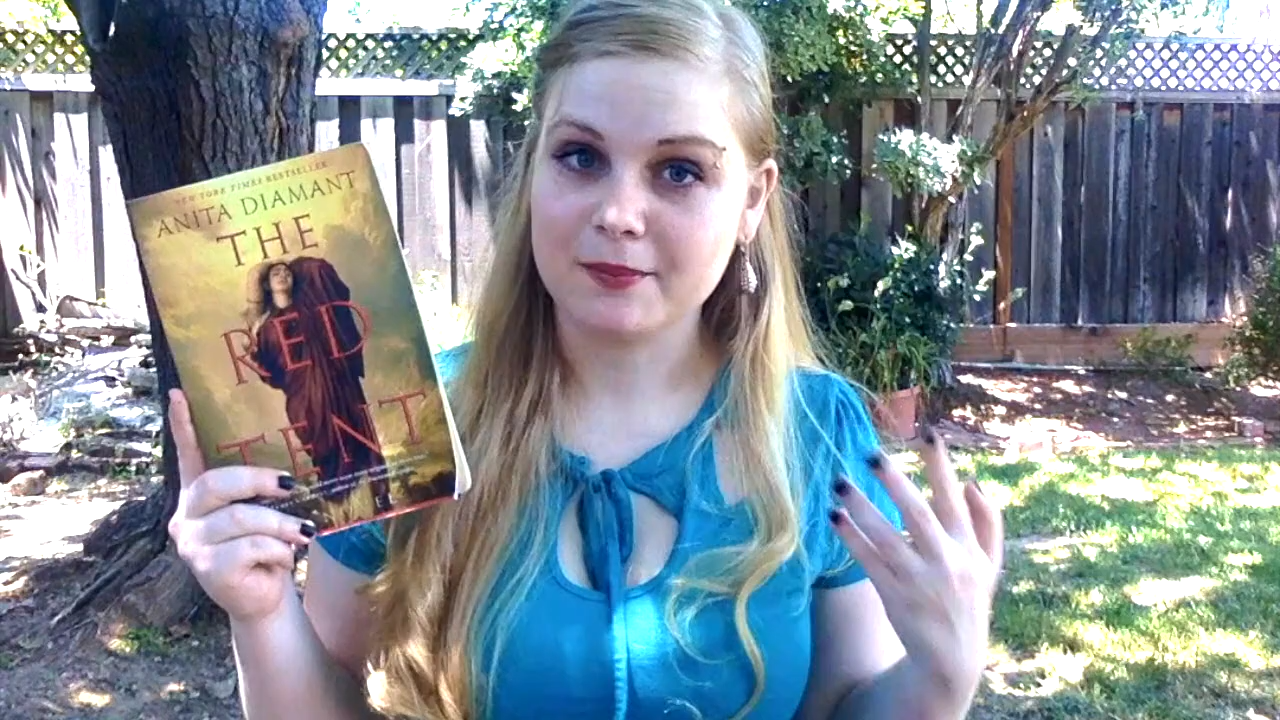 NEW YORK TIMES BESTSELLER
ANITA DIAMANT
THE
RED
TENT